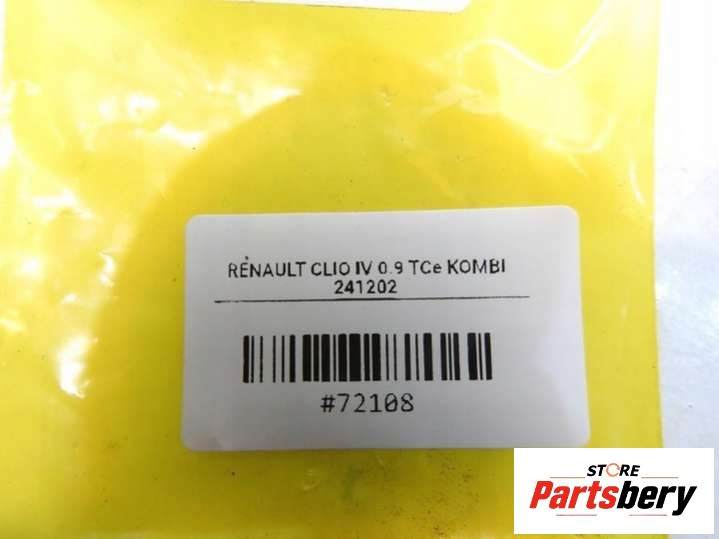 RENAULT CLIO IV 0.9 TCe KOMBI
241202
#72108
STORE
Partsbery